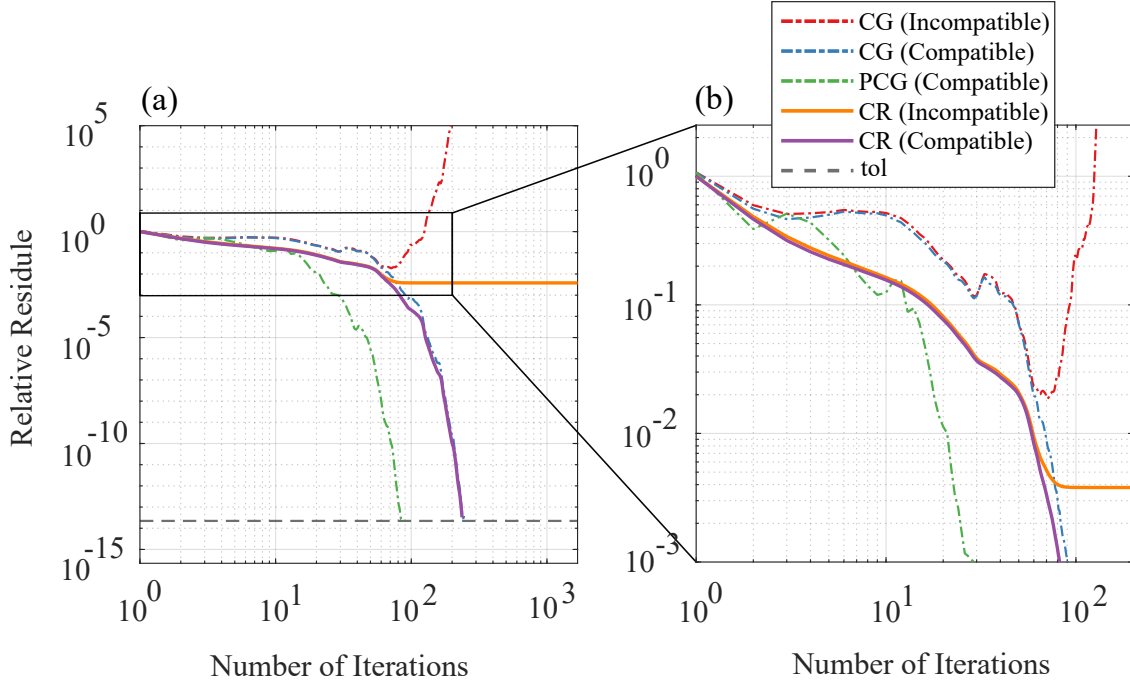 CG (Incompatible)
CG (Compatible)
PCG (Compatible)
CR (Incompatible)
CR (Compatible)
tol
(a)
(b)
10^5
10^0
10^-5
10^-10
10^-15
10^0
10^1
10^2
10^3
Relative Residule
Number of Iterations
10^0
10^-1
10^-2
10^-3
10^0
10^1
10^2
Number of Iterations